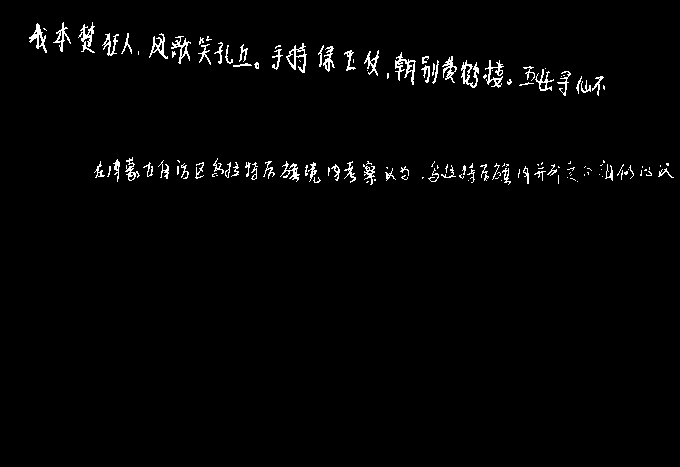 我本楚狂人，凤歌笑孔丘。手持绿玉杖，朝别黄鹤楼。五岳寻仙不
在内蒙古自治区乌拉特后旗境内考察认为，乌拉特后旗内并